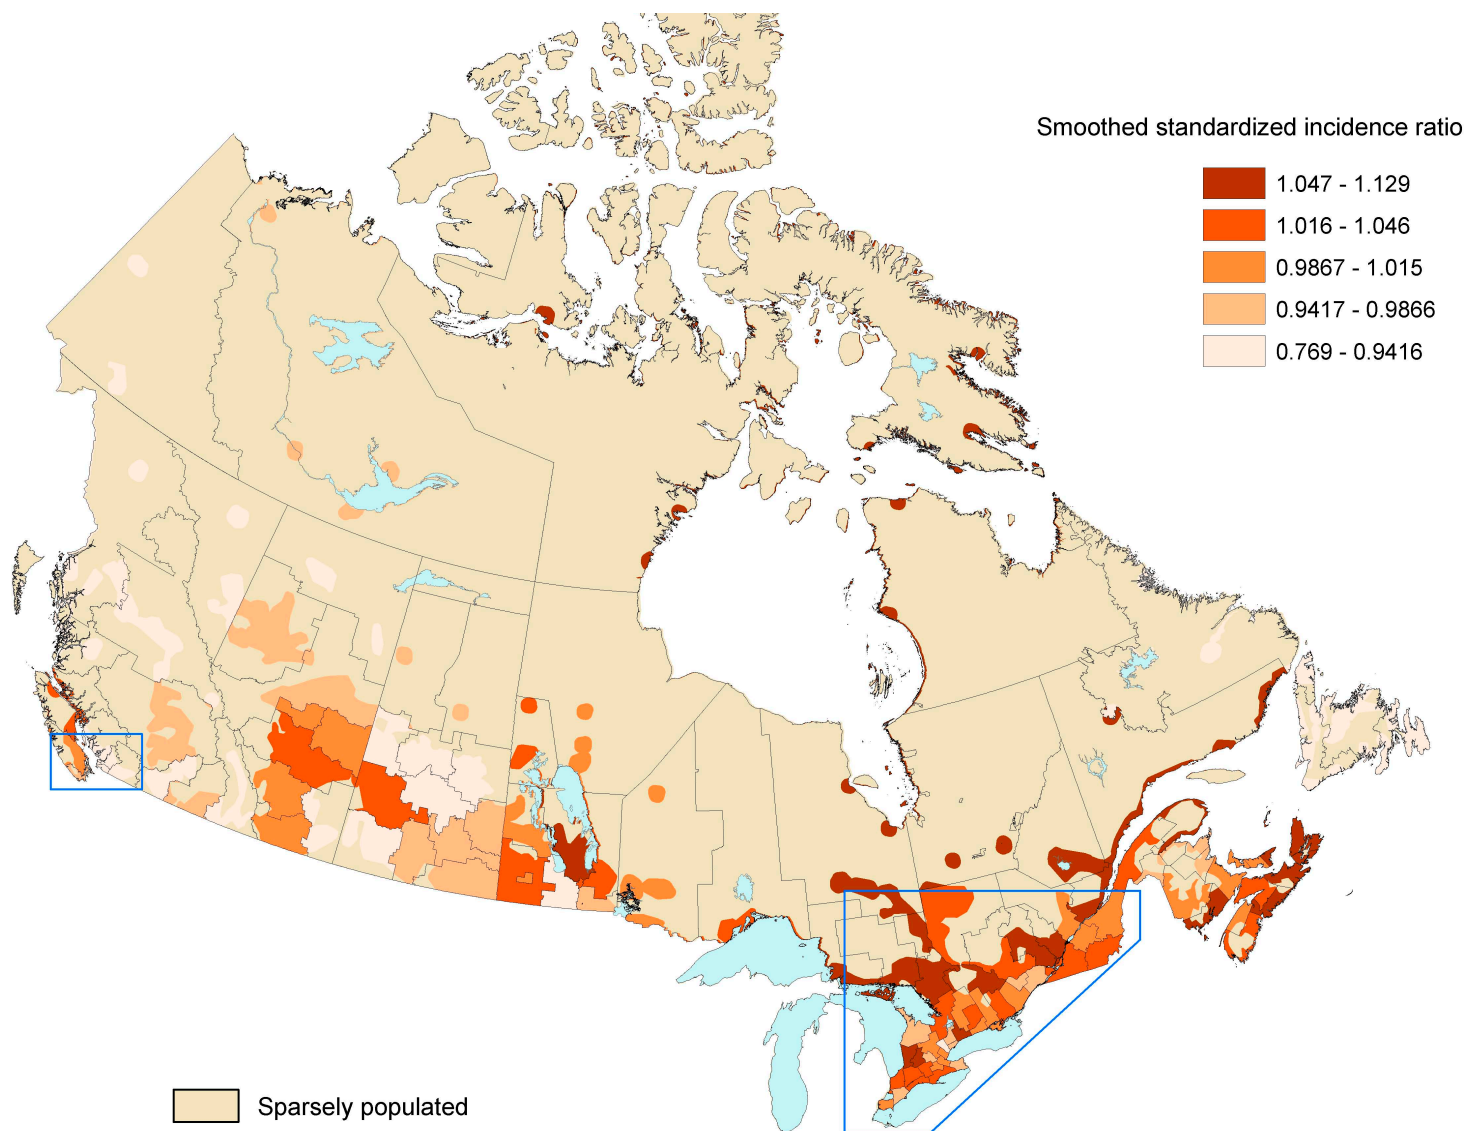 Smoothed standardized incidence ratio
1.047 - 1.129
1.016 - 1.046
0.9867 - 1.015
0.9417 - 0.9866
0.769 - 0.9416
Sparsely populated